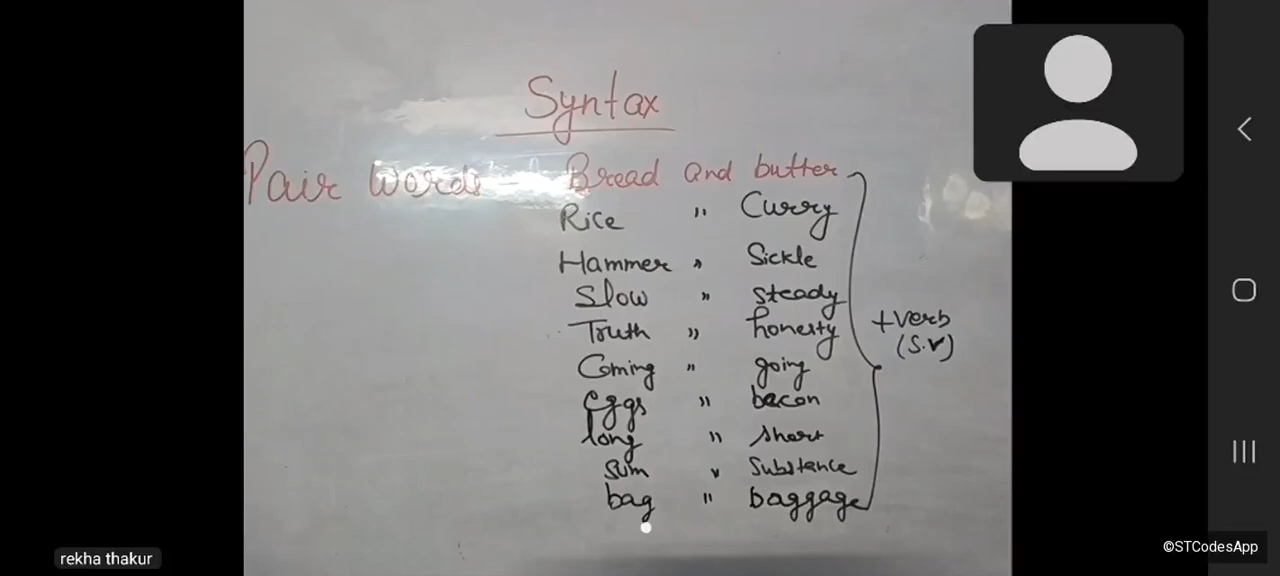 Syntax
Pair words - Bread and butter
Rice " Curry
Hammer " Sickle
Slow " steady
Truth " honesty
Coming " going
eggs " bacon
long " short
sum " Substance
bag " baggage
+verb
(S.V)
rekha thakur
©STCodesApp